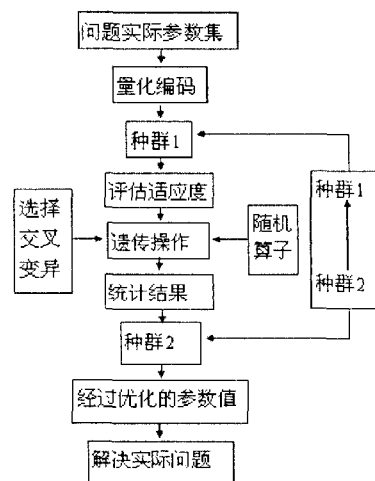 问题实际参数集
量化编码
种群1
评估适应度
选择
交叉
变异
遗传操作
随机
算子
种群1
种群2
统计结果
种群2
经过优化的参数值
解决实际问题